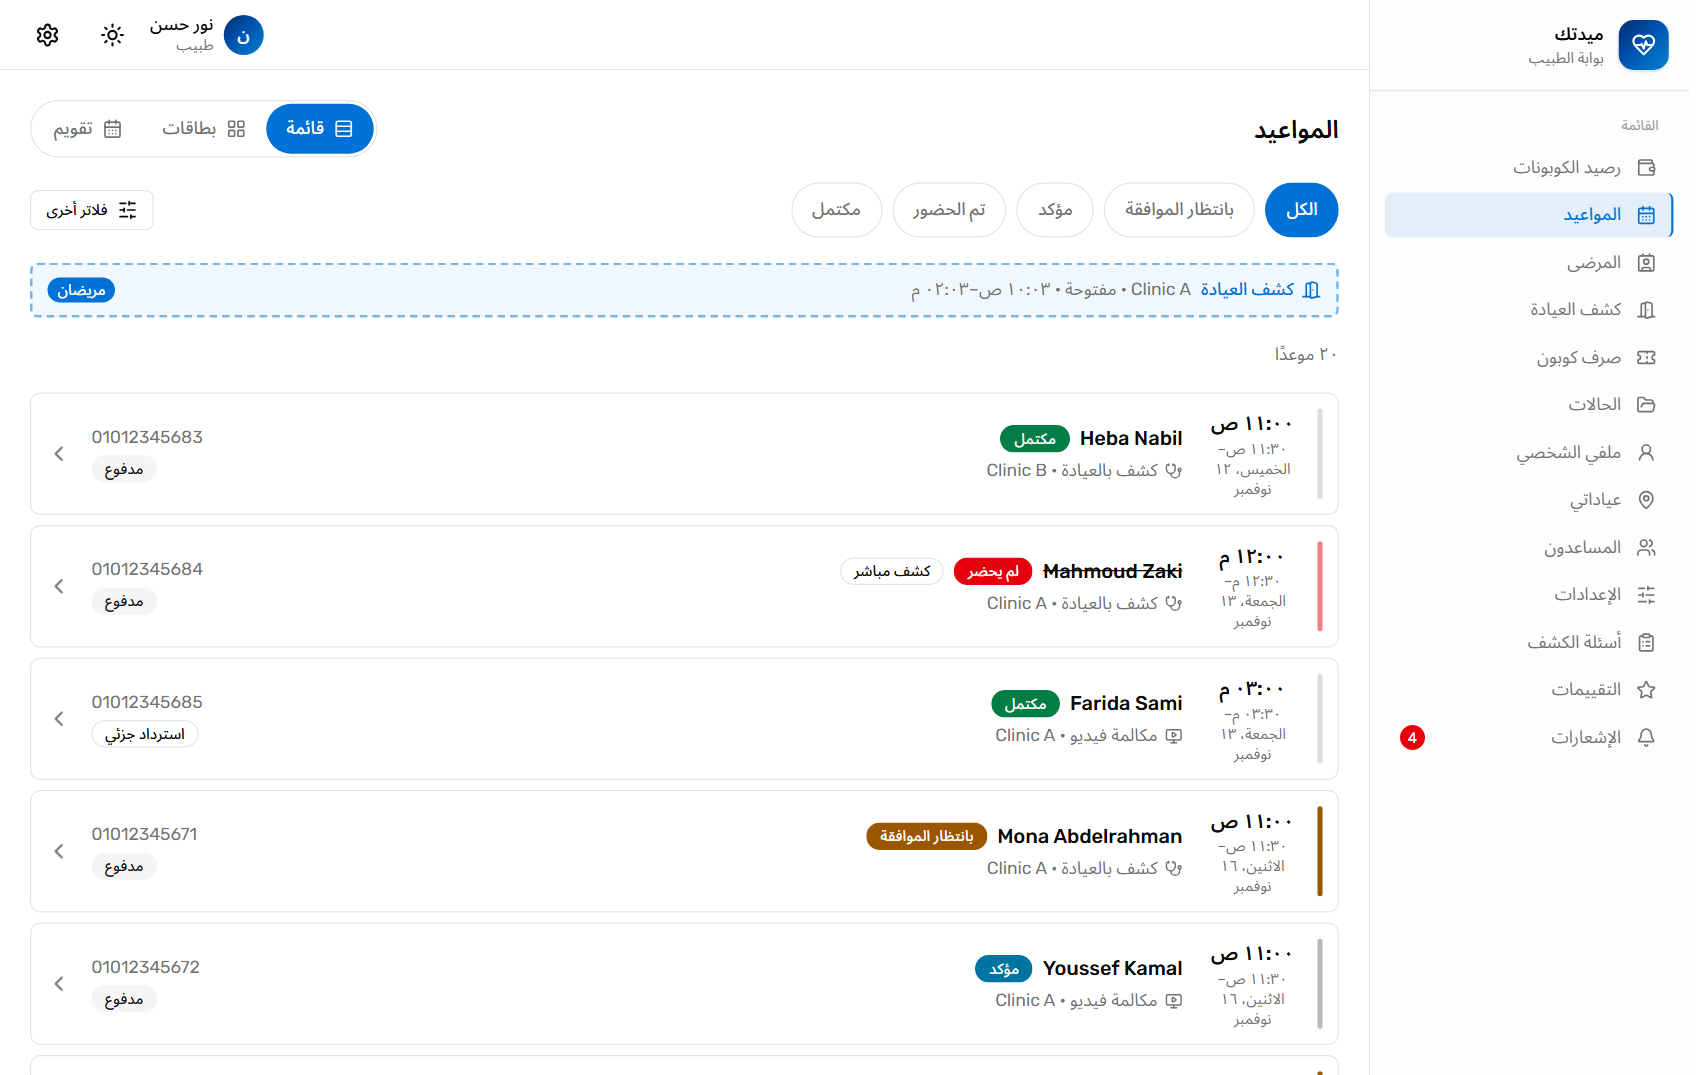 ميدتك
بوابة الطبيب
القائمة
رصيد الكوبونات
المواعيد
المرضى
كشف العيادة
صرف كوبون
الحالات
ملفي الشخصي
عياداتي
المساعدون
الإعدادات
أسئلة الكشف
التقييمات
الإشعارات
4
ن
نور حسن
طبيب
المواعيد
قائمة
بطاقات
تقويم
الكل
بانتظار الموافقة
مؤكد
تم الحضور
مكتمل
فلاتر أخرى
كشف العيادة Clinic A • مفتوحة • ١٠:٠٣ ص–٠٢:٠٣ م
مريضان
٢٠ موعدًا
١١:٠٠ ص
–١١:٣٠ ص
الخميس، ١٢
نوفمبر
Heba Nabil مكتمل
كشف بالعيادة • Clinic B
01012345683
مدفوع
١٢:٠٠ م
–١٢:٣٠ م
الجمعة، ١٣
نوفمبر
Mahmoud Zaki لم يحضر كشف مباشر
كشف بالعيادة • Clinic A
01012345684
مدفوع
٠٣:٠٠ م
–٠٣:٣٠ م
الجمعة، ١٣
نوفمبر
Farida Sami مكتمل
مكالمة فيديو • Clinic A
01012345685
استرداد جزئي
١١:٠٠ ص
–١١:٣٠ ص
الاثنين، ١٦
نوفمبر
Mona Abdelrahman بانتظار الموافقة
كشف بالعيادة • Clinic A
01012345671
مدفوع
١١:٠٠ ص
–١١:٣٠ ص
الاثنين، ١٦
نوفمبر
Youssef Kamal مؤكد
مكالمة فيديو • Clinic A
01012345672
مدفوع